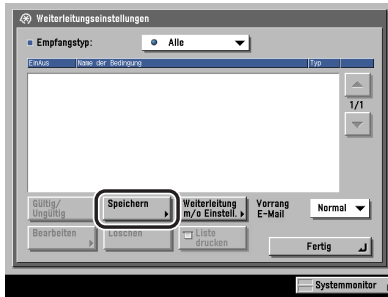 Weiterleitungseinstellungen
Empfangstyp: Alle
Ein/Aus Name der Bedingung Typ
1/1
Gültig/ Ungültig
Speichern
Weiterleitung m/o Einstell.
Vorrang E-Mail
Normal
Bearbeiten
Löschen
Liste drucken
Fertig
Systemmonitor